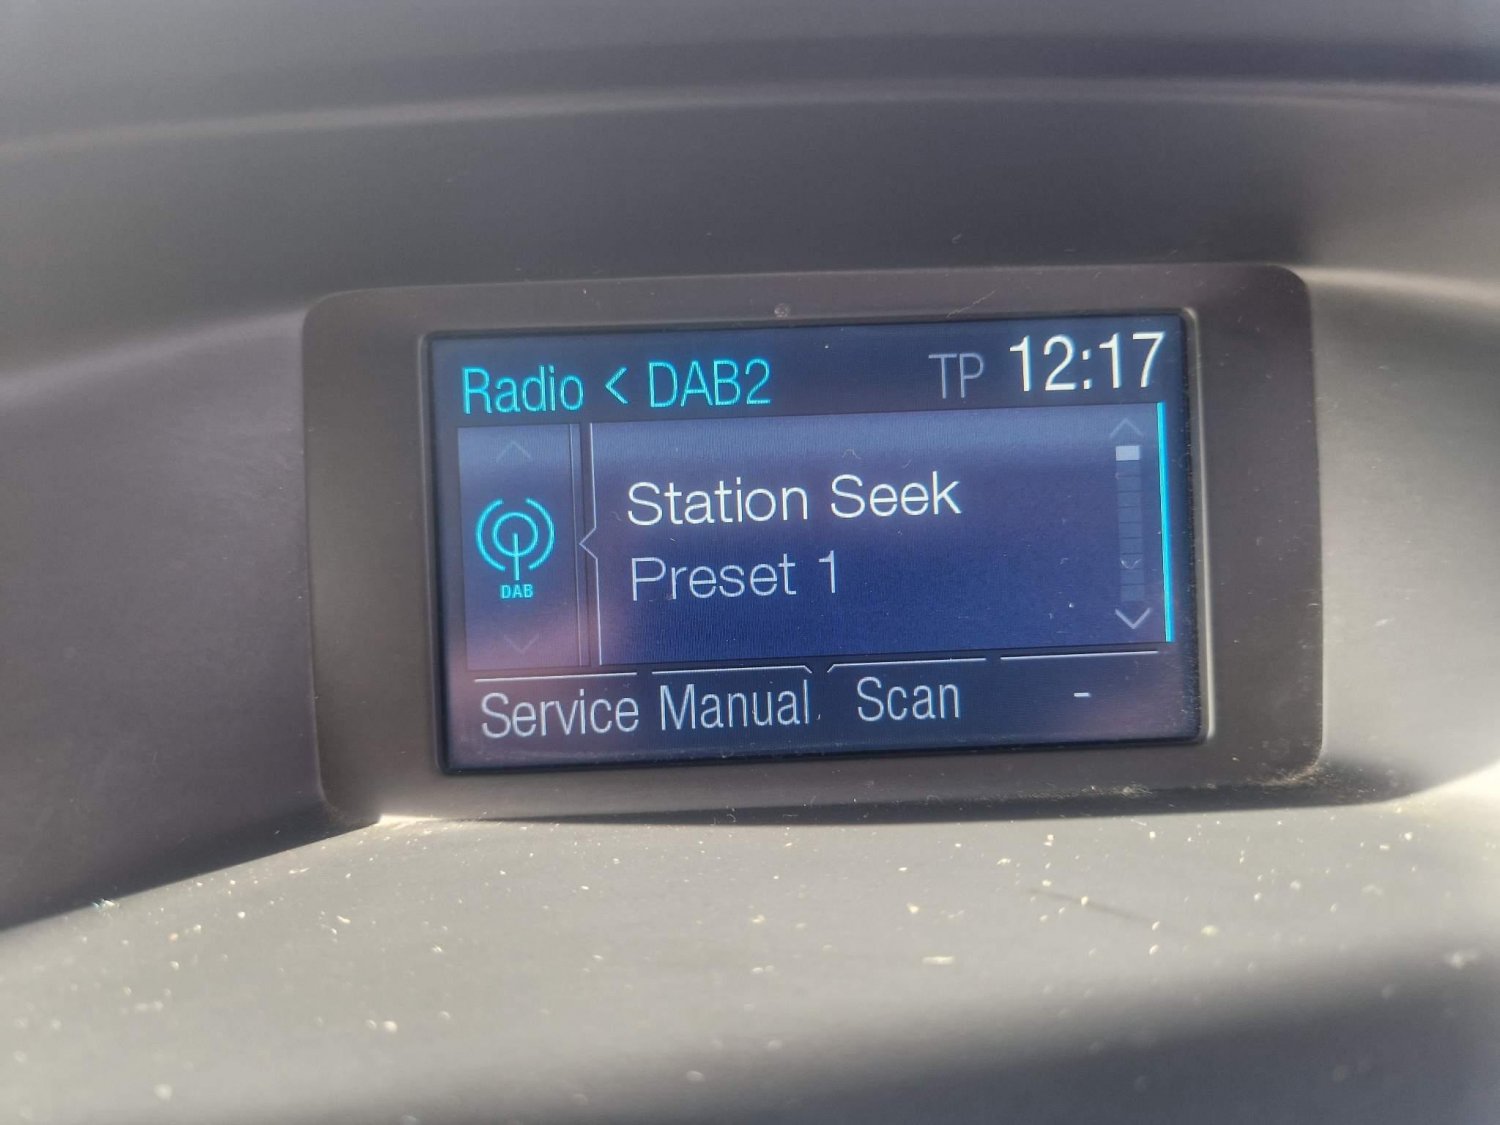 Radio < DAB2 TP 12:17
Station Seek
DAB
Preset 1
Service Manual Scan -